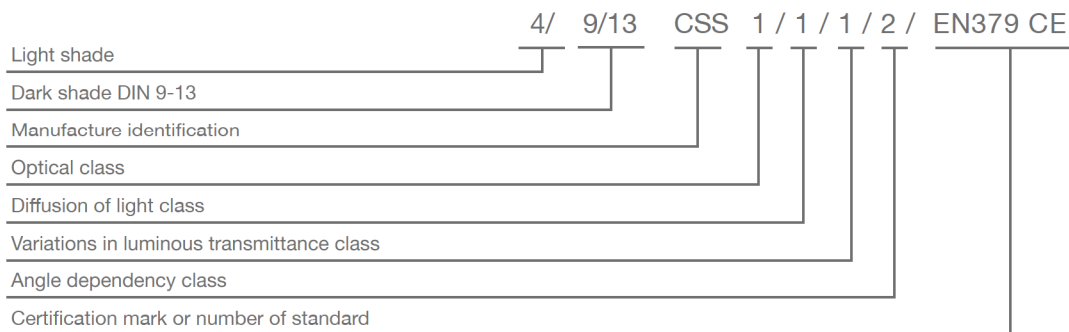 4/ 9/13 CSS 1 / 1 / 1 / 2 / EN379 CE
Light shade
Dark shade DIN 9-13
Manufacture identification
Optical class
Diffusion of light class
Variations in luminous transmittance class
Angle dependency class
Certification mark or number of standard